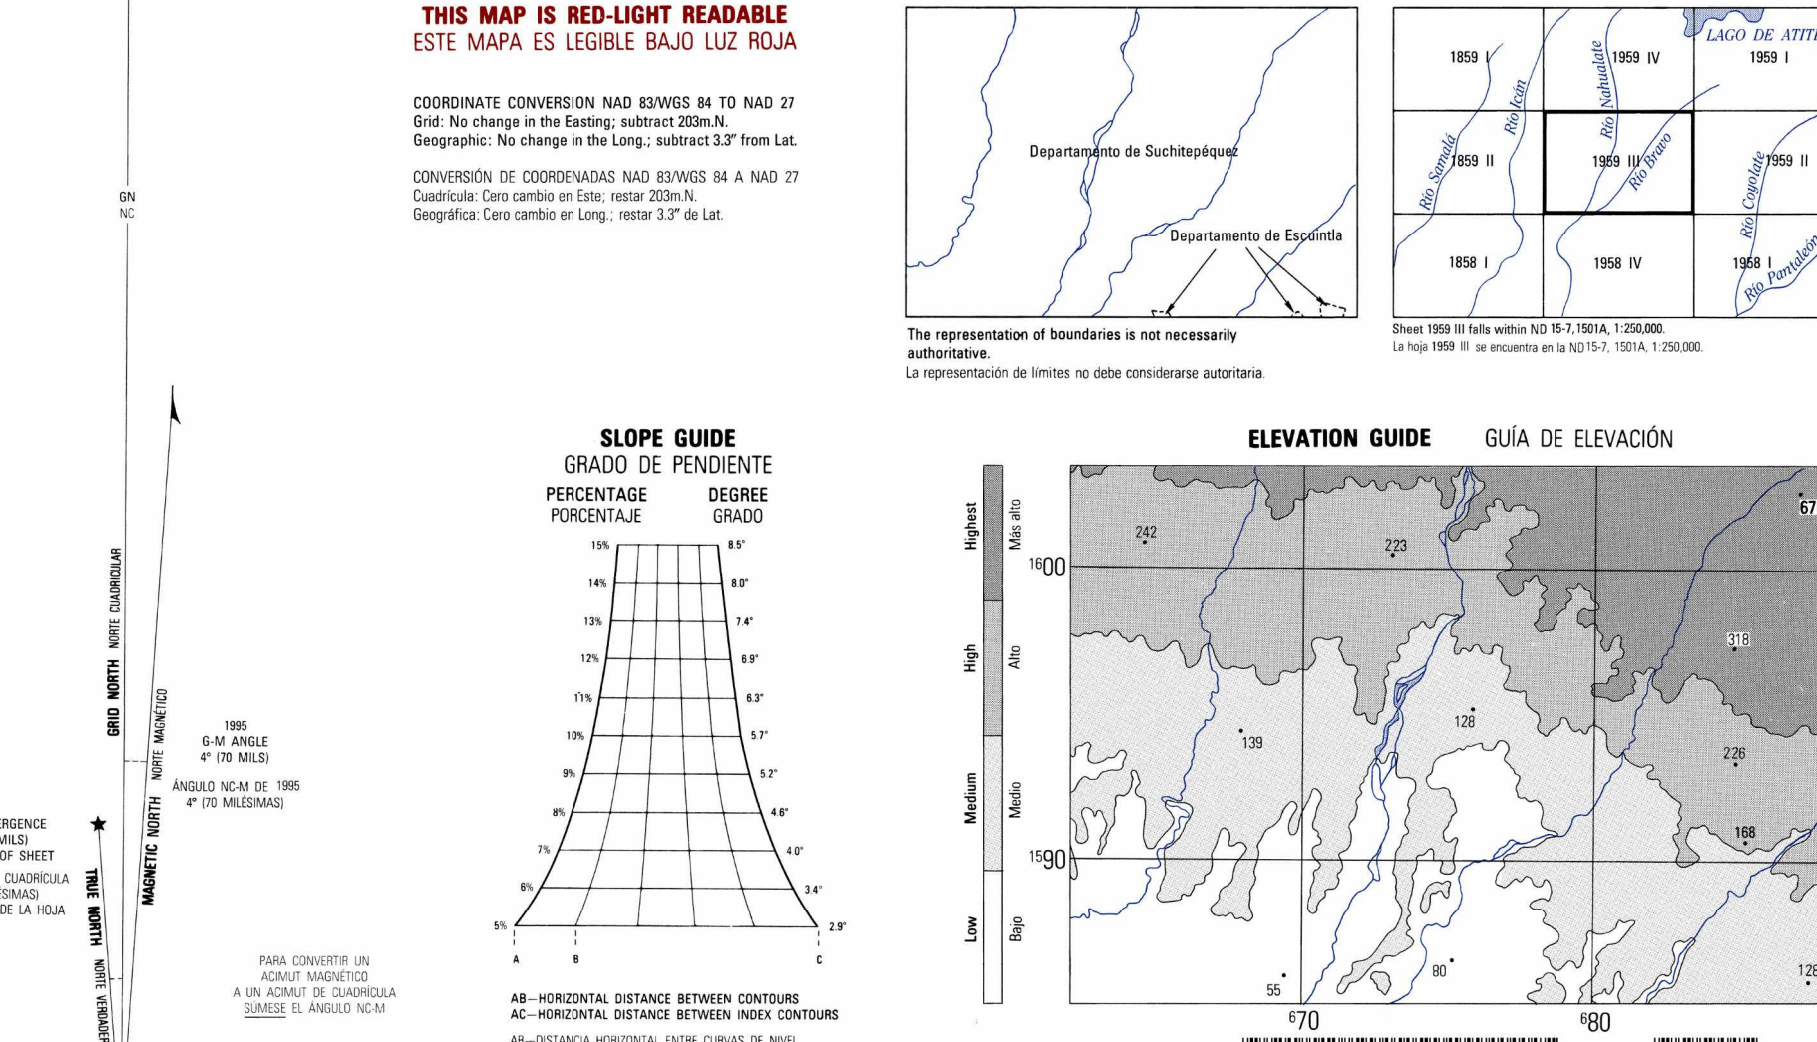 THIS MAP IS RED-LIGHT READABLE
ESTE MAPA ES LEGIBLE BAJO LUZ ROJA
COORDINATE CONVERSION NAD 83/WGS 84 TO NAD 27
Grid: No change in the Easting; subtract 203m.N.
Geographic: No change in the Long.; subtract 3.3″ from Lat.
CONVERSIÓN DE COORDENADAS NAD 83/WGS 84 A NAD 27
Cuadrícula: Cero cambio en Este; restar 203m.N.
Geográfica: Cero cambio en Long.; restar 3.3″ de Lat.
GN
NC
GRID NORTH NORTE CUADRICULAR
MAGNETIC NORTH NORTE MAGNÉTICO
TRUE NORTH NORTE
1995
G-M ANGLE
4° (70 MILS)
ÁNGULO NC-M DE 1995
4° (70 MILÉSIMAS)
MILS)
OF SHEET
CUADRÍCULA
DE LA HOJA
PARA CONVERTIR UN
ACIMUT MAGNÉTICO
A UN ACIMUT DE CUADRÍCULA
SÚMESE EL ÁNGULO NC-M
SLOPE GUIDE
GRADO DE PENDIENTE
PERCENTAGE DEGREE
PORCENTAJE GRADO
15% 8.5°
14% 8.0°
13% 7.4°
12% 6.9°
11% 6.3°
10% 5.7°
9% 5.2°
8% 4.6°
7% 4.0°
6% 3.4°
5% 2.9°
A B C
AB—HORIZONTAL DISTANCE BETWEEN CONTOURS
AC—HORIZONTAL DISTANCE BETWEEN INDEX CONTOURS
AB—DISTANCIA HORIZONTAL ENTRE CURVAS DE NIVEL
Departamento de Suchitepéquez
Departamento de Escuintla
The representation of boundaries is not necessarily
authoritative.
La representación de límites no debe considerarse autoritaria.
LAGO DE
1859 I 1959 IV 1959 I
1859 II 1959 III 1959 II
1858 I 1958 IV 1958 I
Río Samalá
Río Icán
Río Nahualate
Río
Río Bravo
Río Coyolate
Río Pantaleón
Sheet 1959 III falls within ND 15-7, 1501A, 1:250,000.
La hoja 1959 III se encuentra en la ND 15-7, 1501A, 1:250,000.
ELEVATION GUIDE GUÍA DE ELEVACIÓN
Highest Más alto
High Alto
Medium Medio
Low Bajo
1600
1590
242
223
67
318
139
128
226
168
80
55
128
670 680